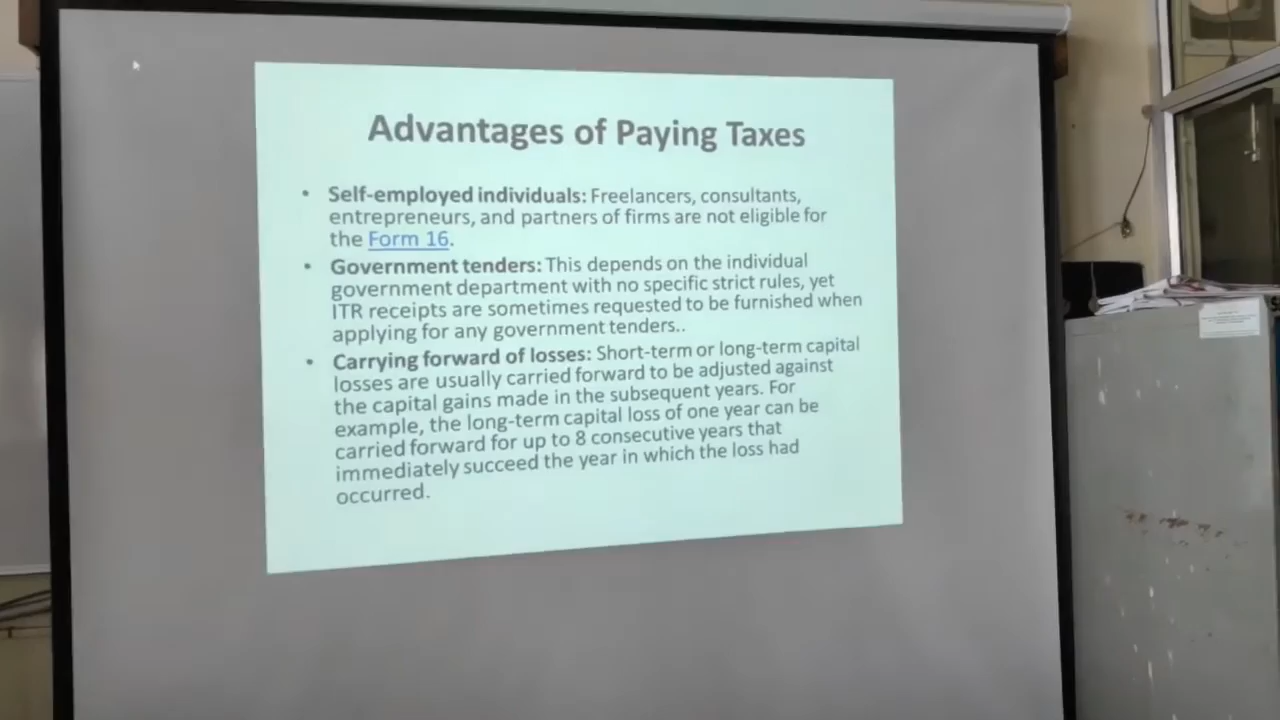 Advantages of Paying Taxes
• Self-employed individuals: Freelancers, consultants,
entrepreneurs, and partners of firms are not eligible for
the Form 16.
• Government tenders: This depends on the individual
government department with no specific strict rules, yet
ITR receipts are sometimes requested to be furnished when
applying for any government tenders..
• Carrying forward of losses: Short-term or long-term capital
losses are usually carried forward to be adjusted against
the capital gains made in the subsequent years. For
example, the long-term capital loss of one year can be
carried forward for up to 8 consecutive years that
immediately succeed the year in which the loss had
occurred.